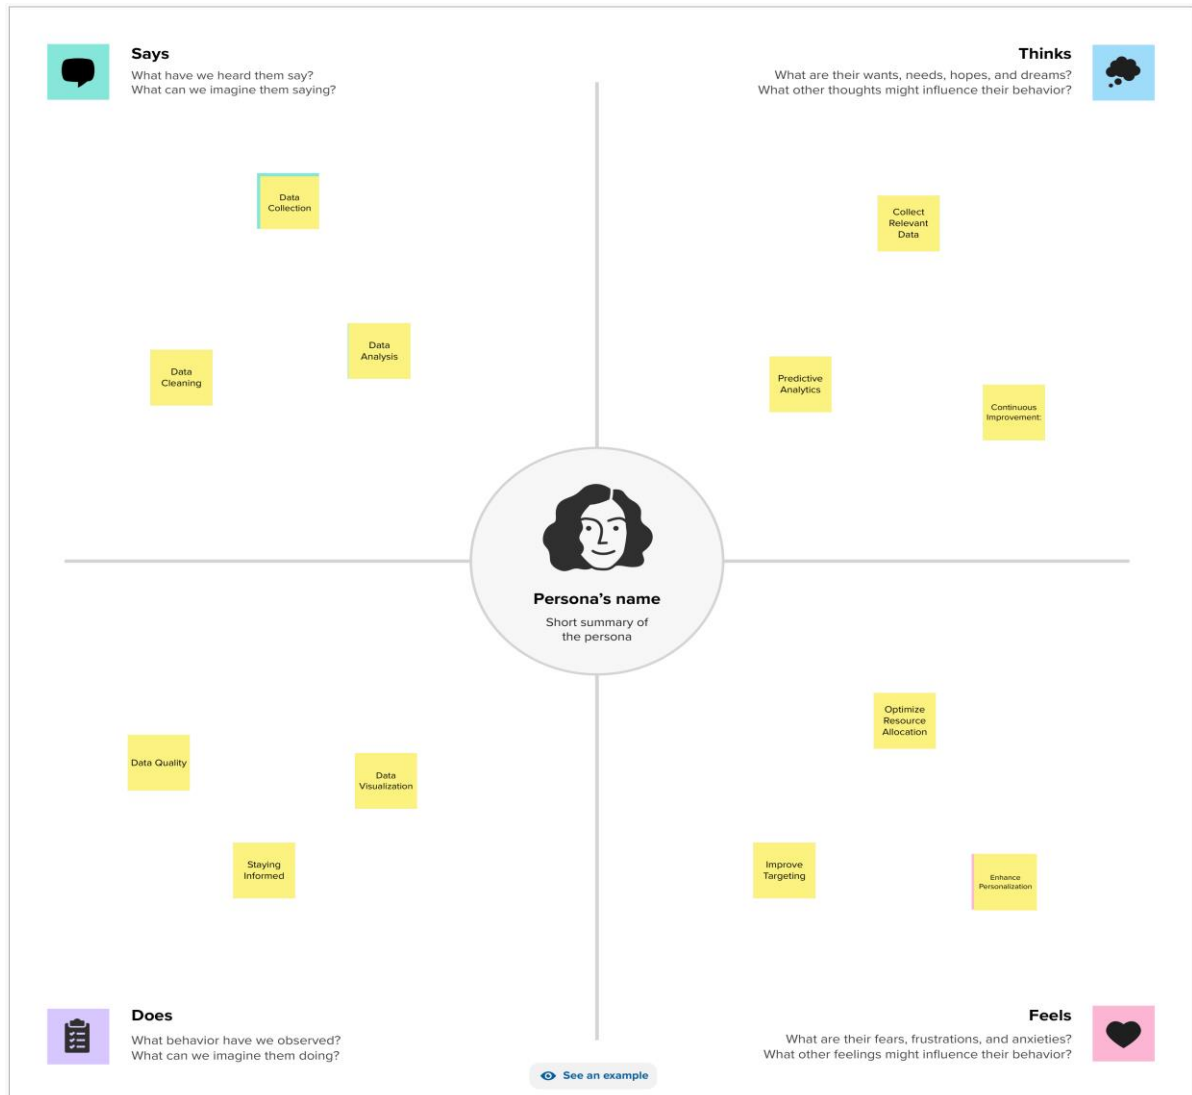 Says
What have we heard them say?
What can we imagine them saying?
Thinks
What are their wants, needs, hopes, and dreams?
What other thoughts might influence their behavior?
Data
Collection
Data
Analysis
Data
Cleaning
Collect
Relevant
Data
Predictive
Analytics
Continuous
Improvement:
Persona's name
Short summary of
the persona
Data Quality
Data
Visualization
Staying
Informed
Optimize
Resource
Allocation
Improve
Targeting
Enhance
Personalization
Does
What behavior have we observed?
What can we imagine them doing?
Feels
What are their fears, frustrations, and anxieties?
What other feelings might influence their behavior?
See an example